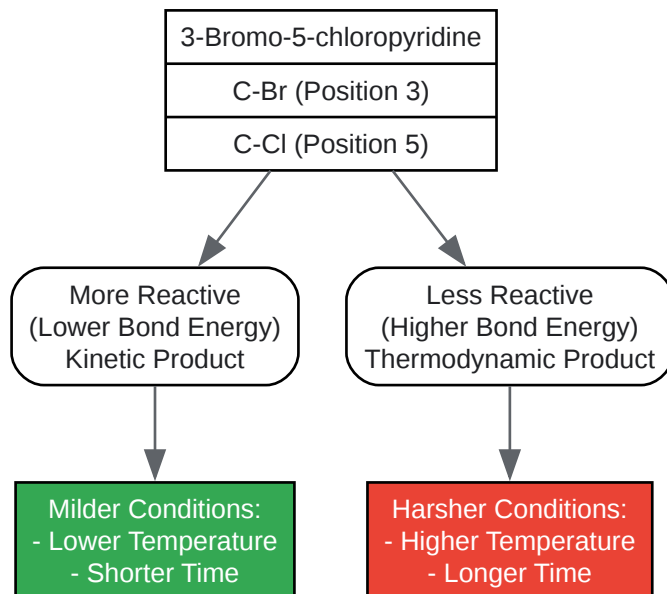 3-Bromo-5-chloropyridine
C-Br (Position 3)
C-Cl (Position 5)
More Reactive
(Lower Bond Energy)
Kinetic Product
Less Reactive
(Higher Bond Energy)
Thermodynamic Product
Milder Conditions:
- Lower Temperature
- Shorter Time
Harsher Conditions:
- Higher Temperature
- Longer Time